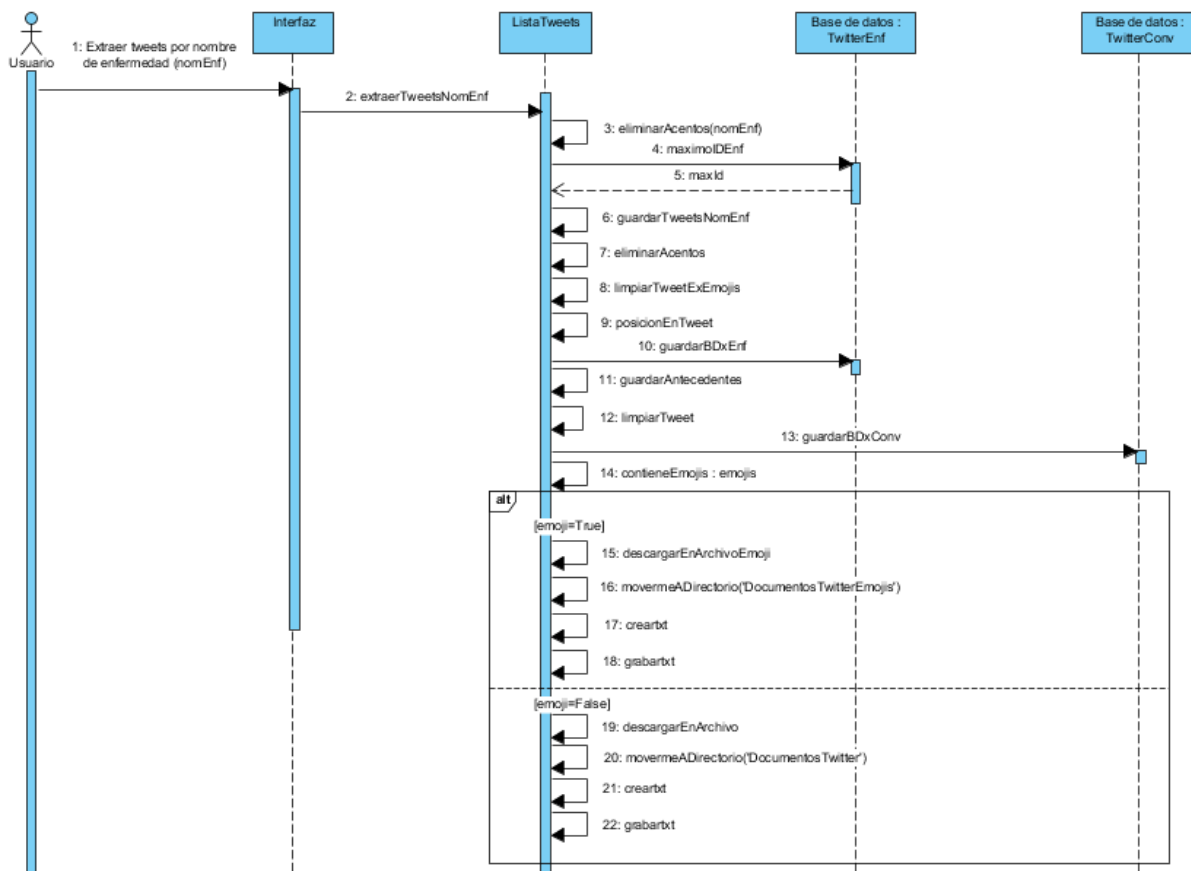 Usuario
Interfaz
ListaTweets
Base de datos :
TwitterEnf
Base de datos :
TwitterConv
1: Extraer tweets por nombre
de enfermedad (nomEnf)
2: extraerTweetsNomEnf
3: eliminarAcentos(nomEnf)
4: maximoIDEnf
5: maxId
6: guardarTweetsNomEnf
7: eliminarAcentos
8: limpiarTweetExEmojis
9: posicionEnTweet
10: guardarBDxEnf
11: guardarAntecedentes
12: limpiarTweet
13: guardarBDxConv
14: contieneEmojis : emojis
alt
[emoji=True]
15: descargarEnArchivoEmoji
16: movermeADirectorio('DocumentosTwitterEmojis')
17: creartxt
18: grabartxt
[emoji=False]
19: descargarEnArchivo
20: movermeADirectorio('DocumentosTwitter')
21: creartxt
22: grabartxt